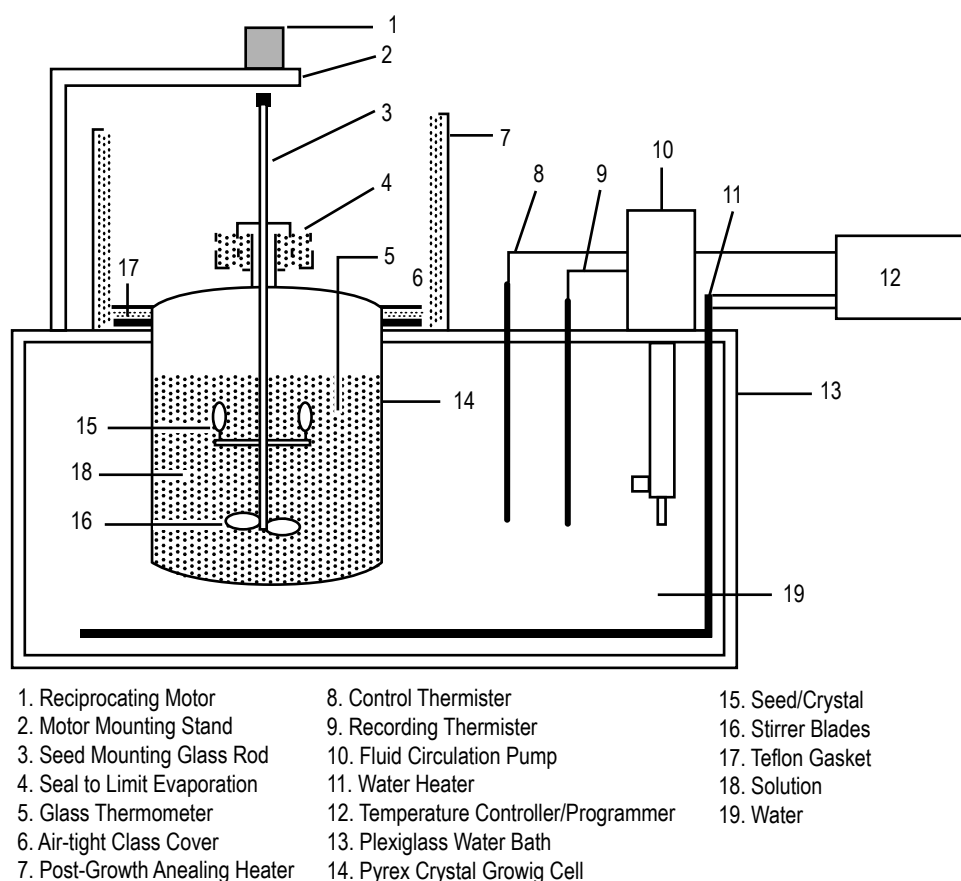 1
2
3
4
5
6
7
8
9
10
11
12
13
14
15
16
17
18
19
1. Reciprocating Motor
2. Motor Mounting Stand
3. Seed Mounting Glass Rod
4. Seal to Limit Evaporation
5. Glass Thermometer
6. Air-tight Class Cover
7. Post-Growth Anealing Heater
8. Control Thermister
9. Recording Thermister
10. Fluid Circulation Pump
11. Water Heater
12. Temperature Controller/Programmer
13. Plexiglass Water Bath
14. Pyrex Crystal Growig Cell
15. Seed/Crystal
16. Stirrer Blades
17. Teflon Gasket
18. Solution
19. Water